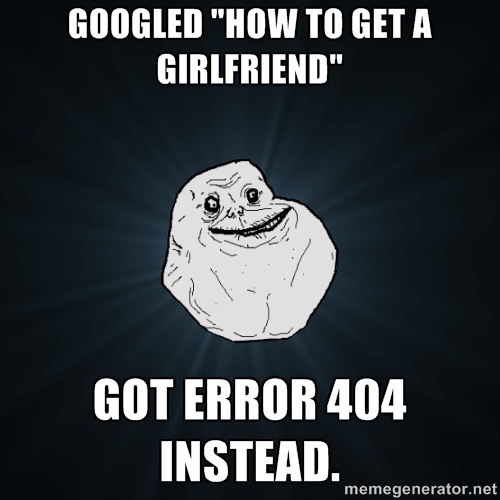 GOOGLED "HOW TO GET A
GIRLFRIEND"
GOT ERROR 404
INSTEAD.
memegenerator.net